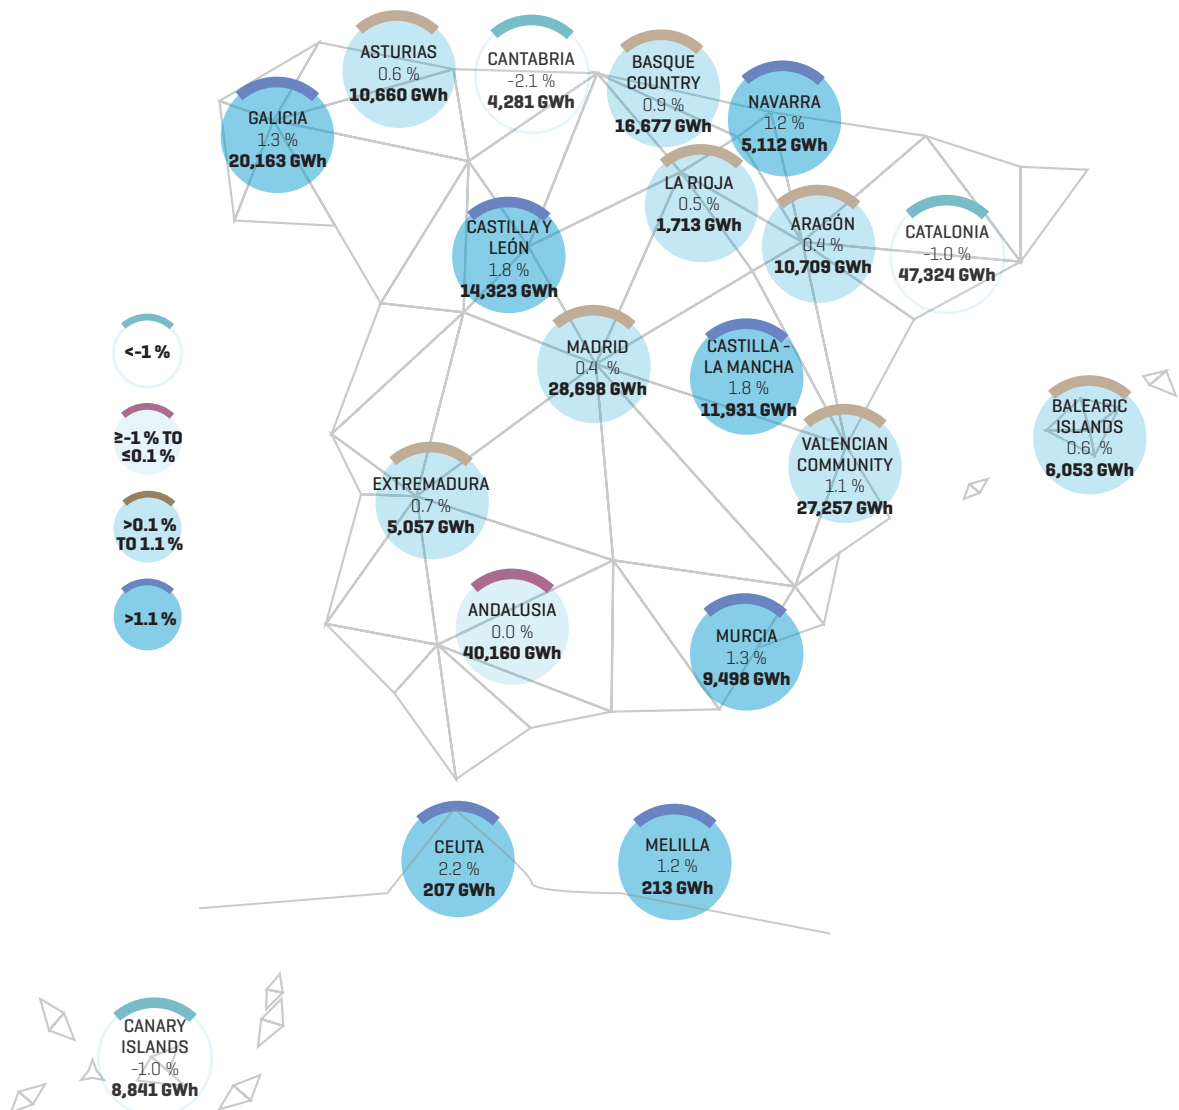 ASTURIAS
0.6 %
10,660 GWh
CANTABRIA
-2.1 %
4,281 GWh
BASQUE
COUNTRY
0.9 %
16,677 GWh
NAVARRA
1.2 %
5,112 GWh
GALICIA
1.3 %
20,163 GWh
LA RIOJA
0.5 %
1,713 GWh
CASTILLA Y
LEÓN
1.8 %
14,323 GWh
ARAGÓN
0.4 %
10,709 GWh
CATALONIA
-1.0 %
47,324 GWh
<-1 %
≥-1 % TO
≤0.1 %
>0.1 %
TO 1.1 %
>1.1 %
MADRID
0.4 %
28,698 GWh
CASTILLA -
LA MANCHA
1.8 %
11,931 GWh
BALEARIC
ISLANDS
0.6 %
6,053 GWh
VALENCIAN
COMMUNITY
1.1 %
27,257 GWh
EXTREMADURA
0.7 %
5,057 GWh
ANDALUSIA
0.0 %
40,160 GWh
MURCIA
1.3 %
9,498 GWh
CEUTA
2.2 %
207 GWh
MELILLA
1.2 %
213 GWh
CANARY
ISLANDS
-1.0 %
8,841 GWh